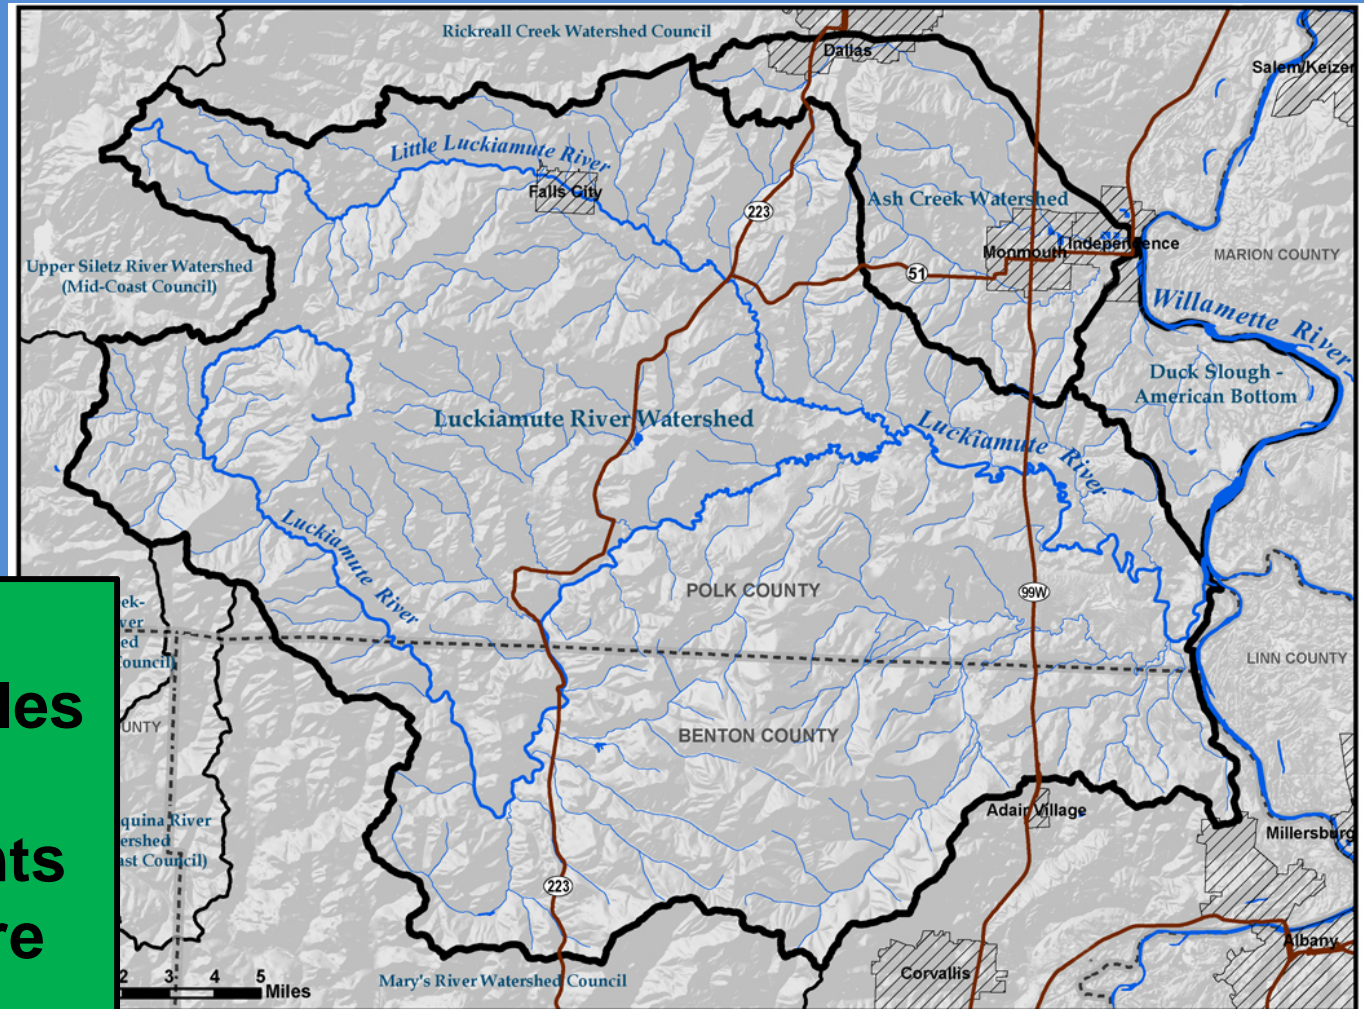 Rickreall Creek Watershed Council
Dallas
Salem/Keizer
Little Luckiamute River
Falls City
223
Ash Creek Watershed
Monmouth
Independence
51
MARION COUNTY
Upper Siletz River Watershed
(Mid-Coast Council)
Willamette River
Duck Slough -
American Bottom
Luckiamute River Watershed
Luckiamute River
Luckiamute River
POLK COUNTY
99W
LINN COUNTY
BENTON COUNTY
Adair Village
Millersburg
223
Albany
Corvallis
Mary's River Watershed Council
2 3 4 5
Miles